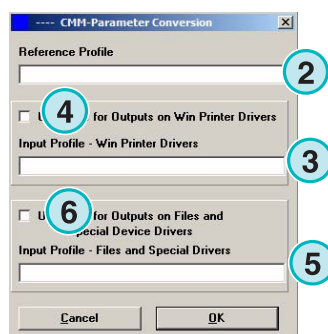 ---- CMM-Parameter Conversion
Reference Profile
2
4
for Outputs on Win Printer Drivers
Input Profile - Win Printer Drivers
3
6
for Outputs on Files and
pecial Device Drivers
Input Profile - Files and Special Drivers
5
Cancel
OK